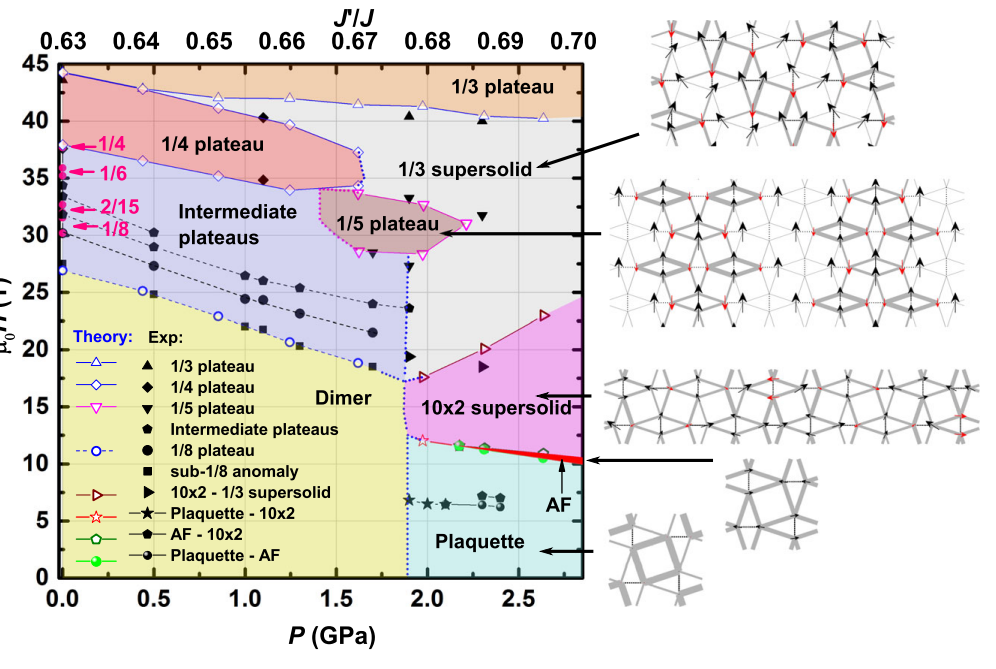 J'/J
0.63 0.64 0.65 0.66 0.67 0.68 0.69 0.70
45
40
35
30
25
20
15
10
5
0
1/3 plateau
1/4 plateau
1/3 supersolid
1/4
1/6
2/15
1/8
Intermediate
plateaus
1/5 plateau
Theory: Exp:
1/3 plateau
1/4 plateau
1/5 plateau
Intermediate plateaus
1/8 plateau
sub-1/8 anomaly
10x2 - 1/3 supersolid
Plaquette - 10x2
AF - 10x2
Plaquette - AF
Dimer
10x2 supersolid
AF
Plaquette
0.0 0.5 1.0 1.5 2.0 2.5
P (GPa)